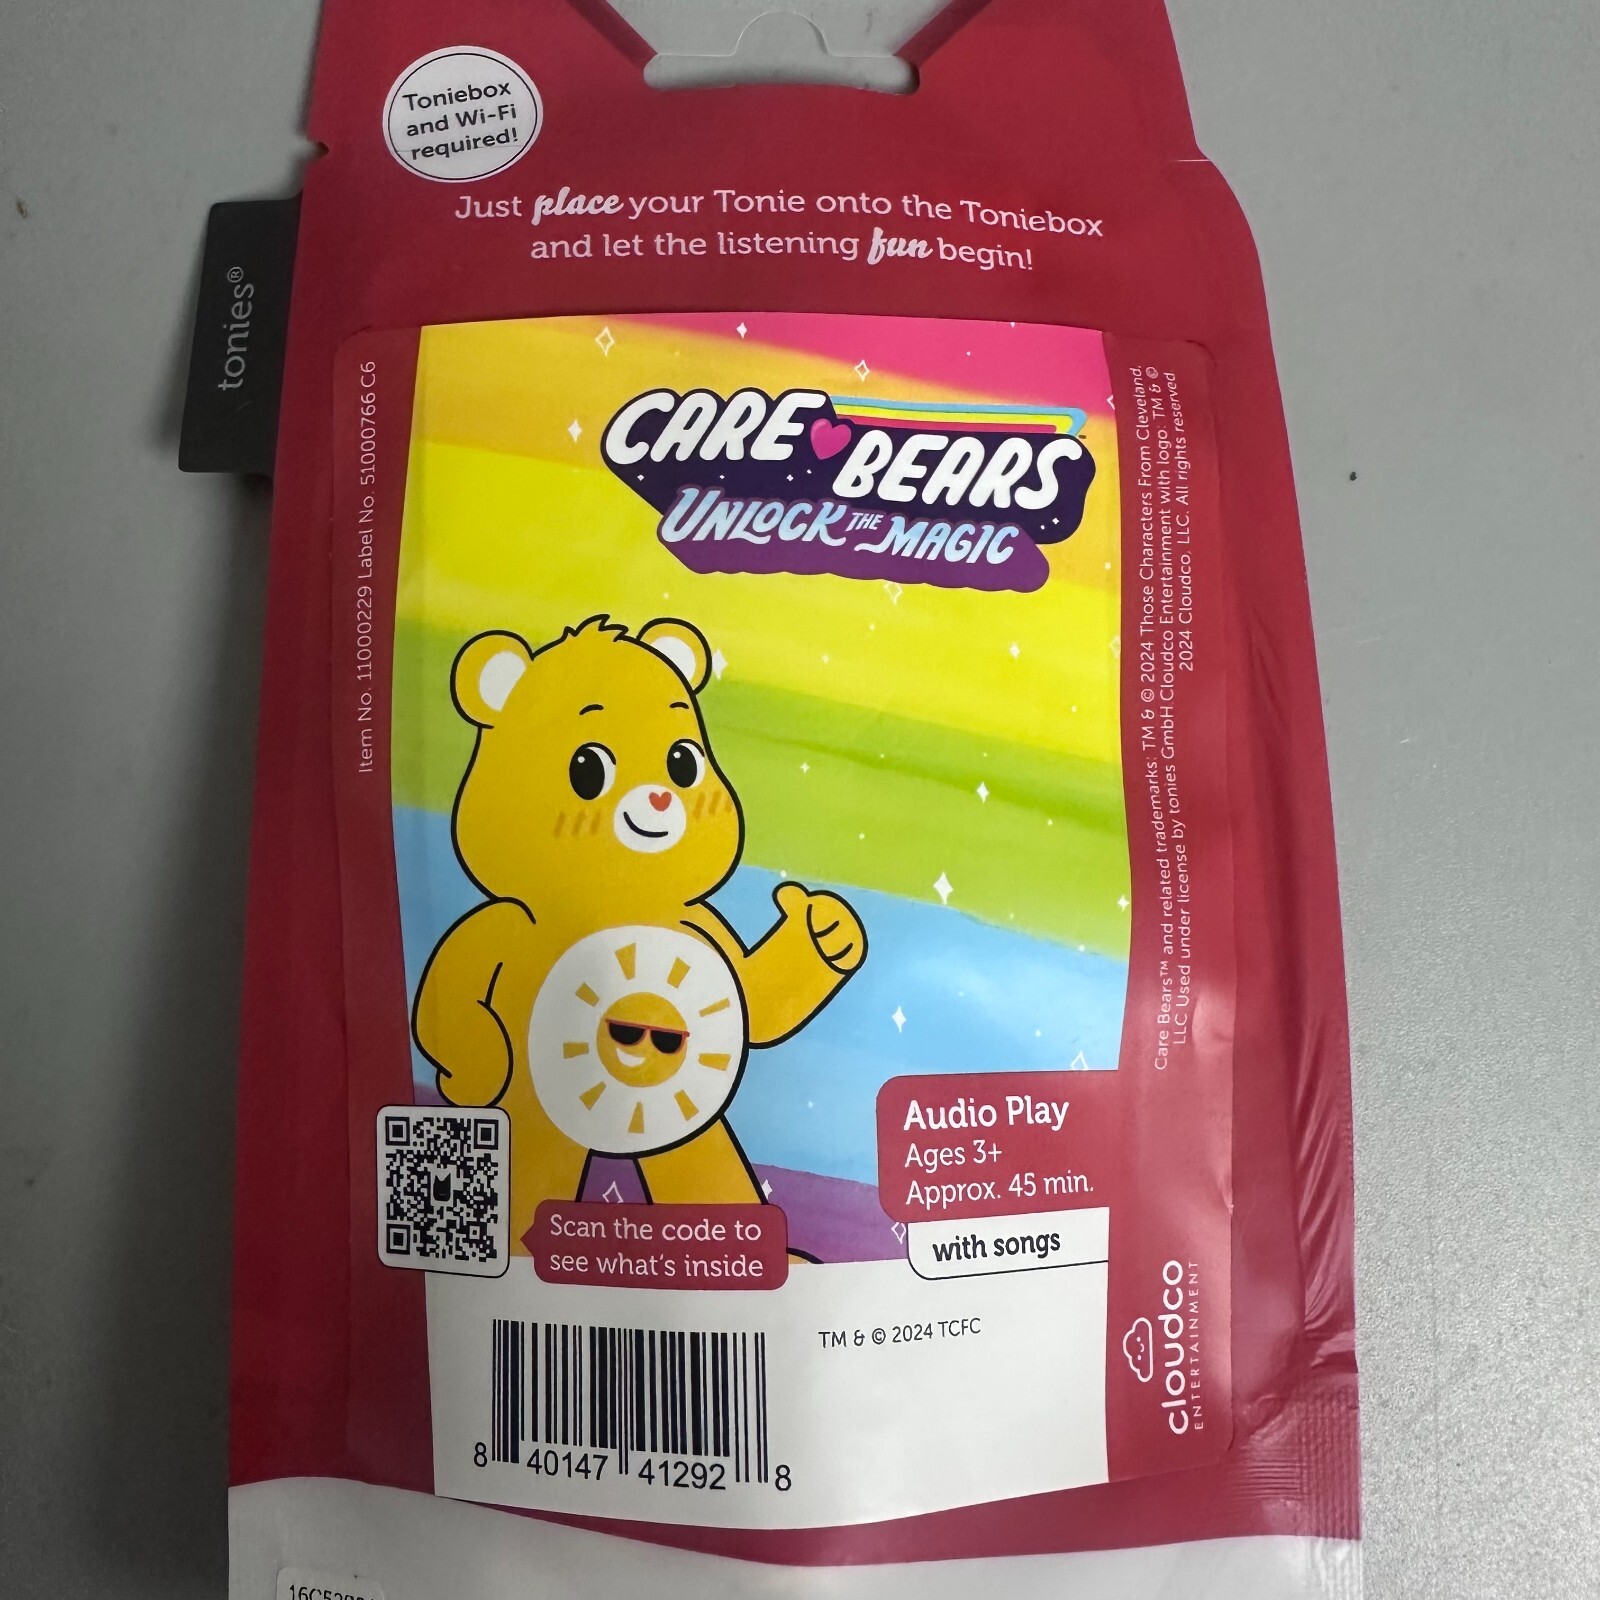 Toniebox
and Wi-Fi
required!
Just place your Tonie onto the Toniebox
and let the listening fun begin!
tonies®
Item No. 11000229 Label No. 51000766 C6
CARE BEARS
UNLOCK THE MAGIC
Care Bears™ and related trademarks: TM & © 2024 Those Characters From Cleveland,
LLC Used under license by tonies GmbH Cloudco Entertainment with logo: TM & ©
2024 Cloudco, LLC. All rights reserved
Audio Play
Ages 3+
Approx. 45 min.
with songs
Scan the code to
see what's inside
TM & © 2024 TCFC
cloudco
ENTERTAINMENT
8 40147 41292 8